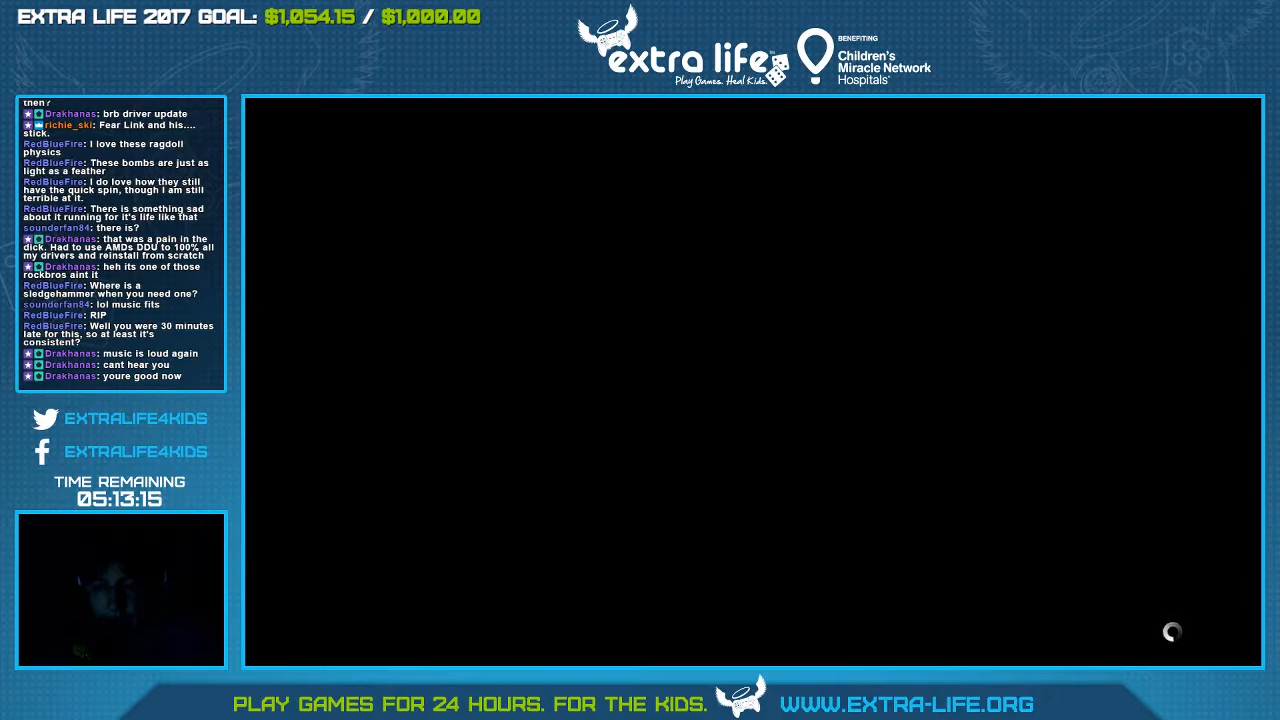 EXTRA LIFE 2017 GOAL: $1,054.15 / $1,000.00
extra life
Play Games. Heal Kids.
BENEFITING
Children's
Miracle Network
Hospitals
then?
Drakhanas: brb driver update
richie_ski: Fear Link and his....
stick.
RedBlueFire: I love these ragdoll
physics
RedBlueFire: These bombs are just as
light as a feather
RedBlueFire: I do love how they still
have the quick spin, though I am still
terrible at it.
RedBlueFire: There is something sad
about it running for it's life like that
sounderfan84: there is?
Drakhanas: that was a pain in the
dick. Had to use AMDs DDU to 100% all
my drivers and reinstall from scratch
Drakhanas: heh its one of those
rockbros aint it
RedBlueFire: Where is a
sledgehammer when you need one?
sounderfan84: lol music fits
RedBlueFire: RIP
RedBlueFire: Well you were 30 minutes
late for this, so at least it's
consistent?
Drakhanas: music is loud again
Drakhanas: cant hear you
Drakhanas: youre good now
EXTRALIFE4KIDS
EXTRALIFE4KIDS
TIME REMAINING
05:13:15
PLAY GAMES FOR 24 HOURS. FOR THE KIDS.
WWW.EXTRA-LIFE.ORG